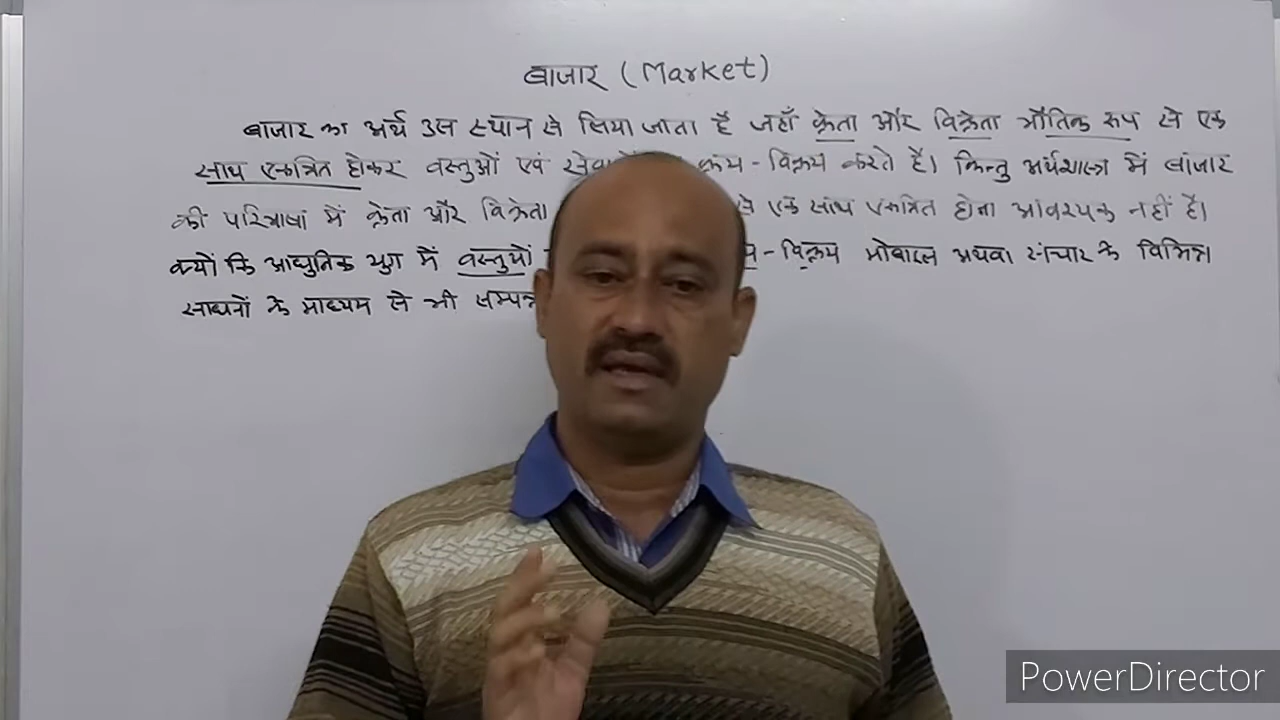 बाजार (Market)
बाजार का अर्थ उस स्थान से लिया जाता है जहाँ क्रेता और विक्रेता भौतिक रूप से एक
साथ एकत्रित होकर वस्तुओं एवं क्रय-विक्रय करते है। किन्तु अर्थशास्त्र में बाजार
की परिभाषा में क्रेता और विक्रेता से एक साथ एकत्रित होना आवश्यक नहीं है।
क्यों कि आधुनिक युग में वस्तुयों -विक्रय मोबाइल अथवा संचार के विभिन्न
साधनों के माध्यम से भी सम्पन्न
PowerDirector